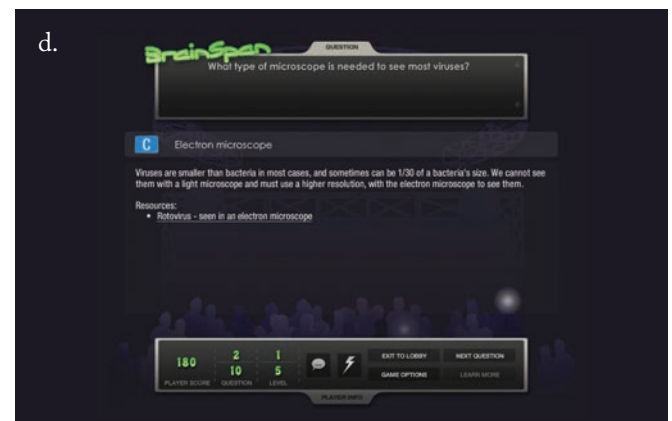 d.
BrainSpan
QUESTION
What type of microscope is needed to see most viruses?
C Electron microscope
Viruses are smaller than bacteria in most cases, and sometimes can be 1/30 of a bacteria's size. We cannot see
them with a light microscope and must use a higher resolution, with the electron microscope to see them.
Resources:
• Rotovirus - seen in an electron microscope
180 2 1 EXIT TO LOBBY NEXT QUESTION
10 5 GAME OPTIONS LEARN MORE
PLAYER SCORE QUESTION LEVEL
PLAYER INFO